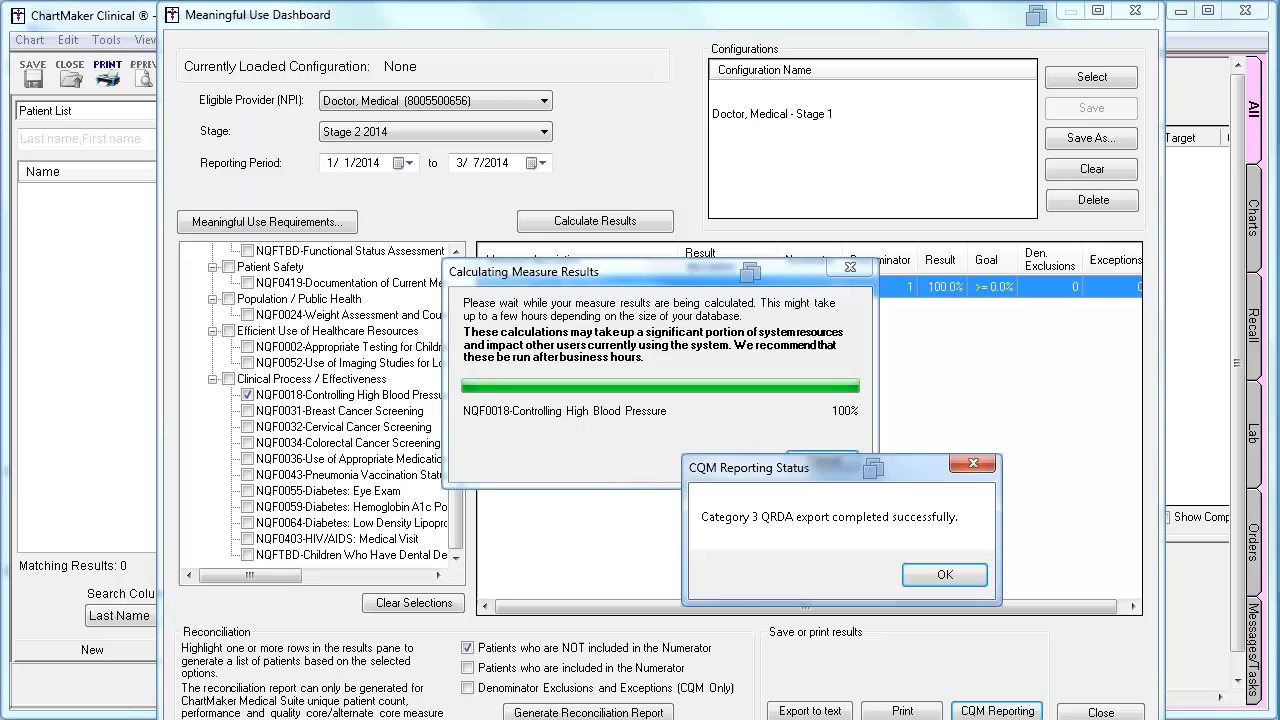 ChartMaker Clinical ® -
Meaningful Use Dashboard
Chart Edit Tools View
SAVE CLOSE PRINT
Patient List
Last name,First name
Name
Matching Results: 0
Last Name
New
Currently Loaded Configuration: None
Eligible Provider (NPI): Doctor, Medical (8005500656)
Stage: Stage 2 2014
Reporting Period: 1/ 1/2014 to 3/ 7/2014
Configurations
Configuration Name
Doctor, Medical - Stage 1
Select
Save
Save As...
Clear
Delete
Meaningful Use Requirements...
Calculate Results
NQFTBD-Functional Status Assessment
Patient Safety
NQF0419-Documentation of Current Me
Population / Public Health
NQF0024-Weight Assessment and Cou
Efficient Use of Healthcare Resources
NQF0002-Appropriate Testing for Childr
NQF0052-Use of Imaging Studies for L
Clinical Process / Effectiveness
NQF0018-Controlling High Blood Pressu
NQF0031-Breast Cancer Screening
NQF0032-Cervical Cancer Screening
NQF0034-Colorectal Cancer Screening
NQF0036-Use of Appropriate Medicatio
NQF0043-Pneumonia Vaccination Statu
NQF0055-Diabetes: Eye Exam
NQF0059-Diabetes: Hemoglobin A1c Po
NQF0064-Diabetes: Low Density Lipopro
NQF0403-HIV/AIDS: Medical Visit
NQFTBD-Children Who Have Dental De
Clear Selections
Result
minator Result Goal Den. Exclusions Exceptions
1 100.0% >= 0.0% 0 0
Calculating Measure Results
Please wait while your measure results are being calculated. This might take
up to a few hours depending on the size of your database.
These calculations may take up a significant portion of system resources
and impact other users currently using the system. We recommend that
these be run after business hours.
NQF0018-Controlling High Blood Pressure 100%
CQM Reporting Status
Category 3 QRDA export completed successfully.
OK
Reconciliation
Highlight one or more rows in the results pane to
generate a list of patients based on the selected
options.
The reconciliation report can only be generated for
ChartMaker Medical Suite unique patient count,
performance and quality core/alternate core measure
Patients who are NOT included in the Numerator
Patients who are included in the Numerator
Denominator Exclusions and Exceptions (CQM Only)
Generate Reconciliation Report
Save or print results
Export to text
Print
CQM Reporting
Close
Target
Show Comp
All
Charts
Recall
Lab
Orders
Messages/Tasks